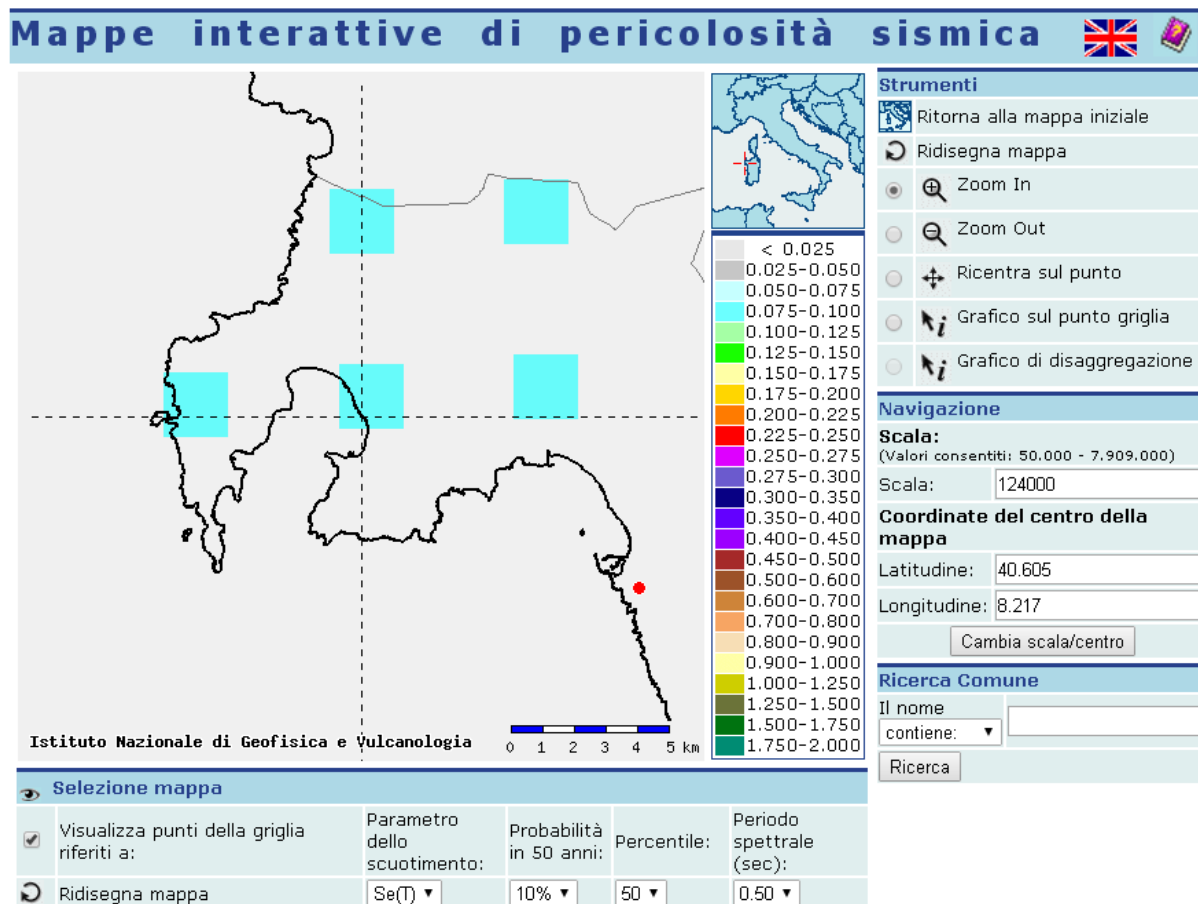 Mappe interattive di pericolosità sismica
Istituto Nazionale di Geofisica e Vulcanologia
0 1 2 3 4 5 km
< 0.025
0.025-0.050
0.050-0.075
0.075-0.100
0.100-0.125
0.125-0.150
0.150-0.175
0.175-0.200
0.200-0.225
0.225-0.250
0.250-0.275
0.275-0.300
0.300-0.350
0.350-0.400
0.400-0.450
0.450-0.500
0.500-0.600
0.600-0.700
0.700-0.800
0.800-0.900
0.900-1.000
1.000-1.250
1.250-1.500
1.500-1.750
1.750-2.000
Strumenti
Ritorna alla mappa iniziale
Ridisegna mappa
Zoom In
Zoom Out
Ricentra sul punto
Grafico sul punto griglia
Grafico di disaggregazione
Navigazione
Scala:
(Valori consentiti: 50.000 - 7.909.000)
Scala: 124000
Coordinate del centro della
mappa
Latitudine: 40.605
Longitudine: 8.217
Cambia scala/centro
Ricerca Comune
Il nome
contiene:
Ricerca
Selezione mappa
Visualizza punti della griglia
riferiti a:
Parametro
dello
scuotimento:
Probabilità
in 50 anni:
Percentile:
Periodo
spettrale
(sec):
Ridisegna mappa
Se(T)
10%
50
0.50